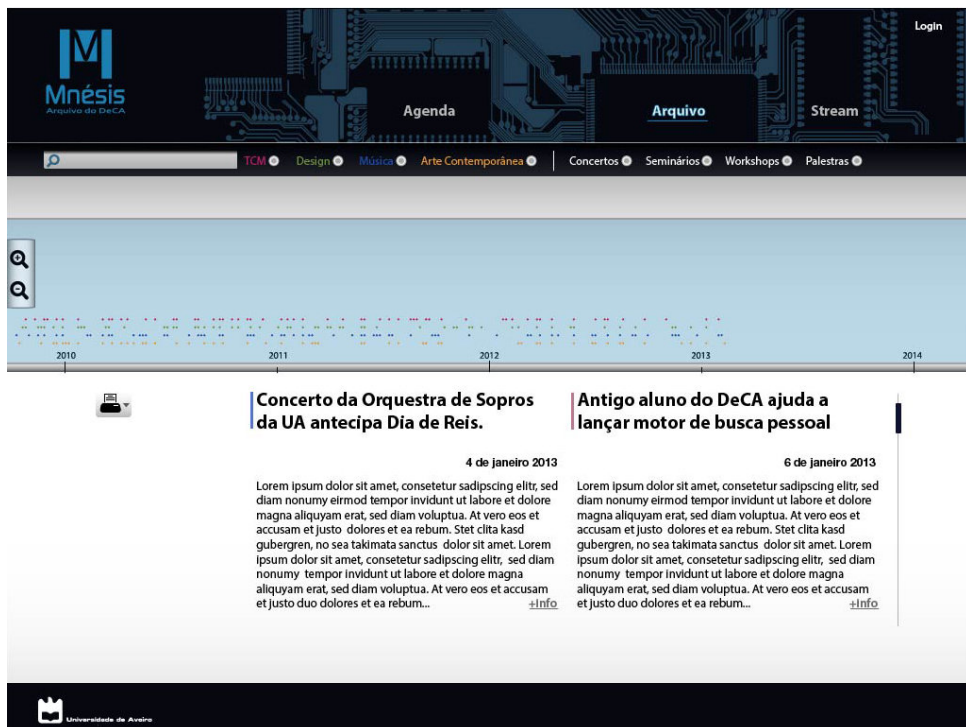 Login
Mnésis
Arquivo do DeCA
Agenda
Arquivo
Stream
TCM
Design
Música
Arte Contemporânea
Concertos
Seminários
Workshops
Palestras
2010
2011
2012
2013
2014
Concerto da Orquestra de Sopros
da UA antecipa Dia de Reis.
4 de janeiro 2013
Lorem ipsum dolor sit amet, consetetur sadipscing elitr, sed
diam nonumy eirmod tempor invidunt ut labore et dolore
magna aliquyam erat, sed diam voluptua. At vero eos et
accusam et justo dolores et ea rebum. Stet clita kasd
gubergren, no sea takimata sanctus dolor sit amet. Lorem
ipsum dolor sit amet, consetetur sadipscing elitr, sed diam
nonumy tempor invidunt ut labore et dolore magna
aliquyam erat, sed diam voluptua. At vero eos et accusam
et justo duo dolores et ea rebum...
+info
Antigo aluno do DeCA ajuda a
lançar motor de busca pessoal
6 de janeiro 2013
Lorem ipsum dolor sit amet, consetetur sadipscing elitr, sed
diam nonumy eirmod tempor invidunt ut labore et dolore
magna aliquyam erat, sed diam voluptua. At vero eos et
accusam et justo dolores et ea rebum. Stet clita kasd
gubergren, no sea takimata sanctus dolor sit amet. Lorem
ipsum dolor sit amet, consetetur sadipscing elitr, sed diam
nonumy tempor invidunt ut labore et dolore magna
aliquyam erat, sed diam voluptua. At vero eos et accusam
et justo duo dolores et ea rebum...
+info
Universidade de Aveiro